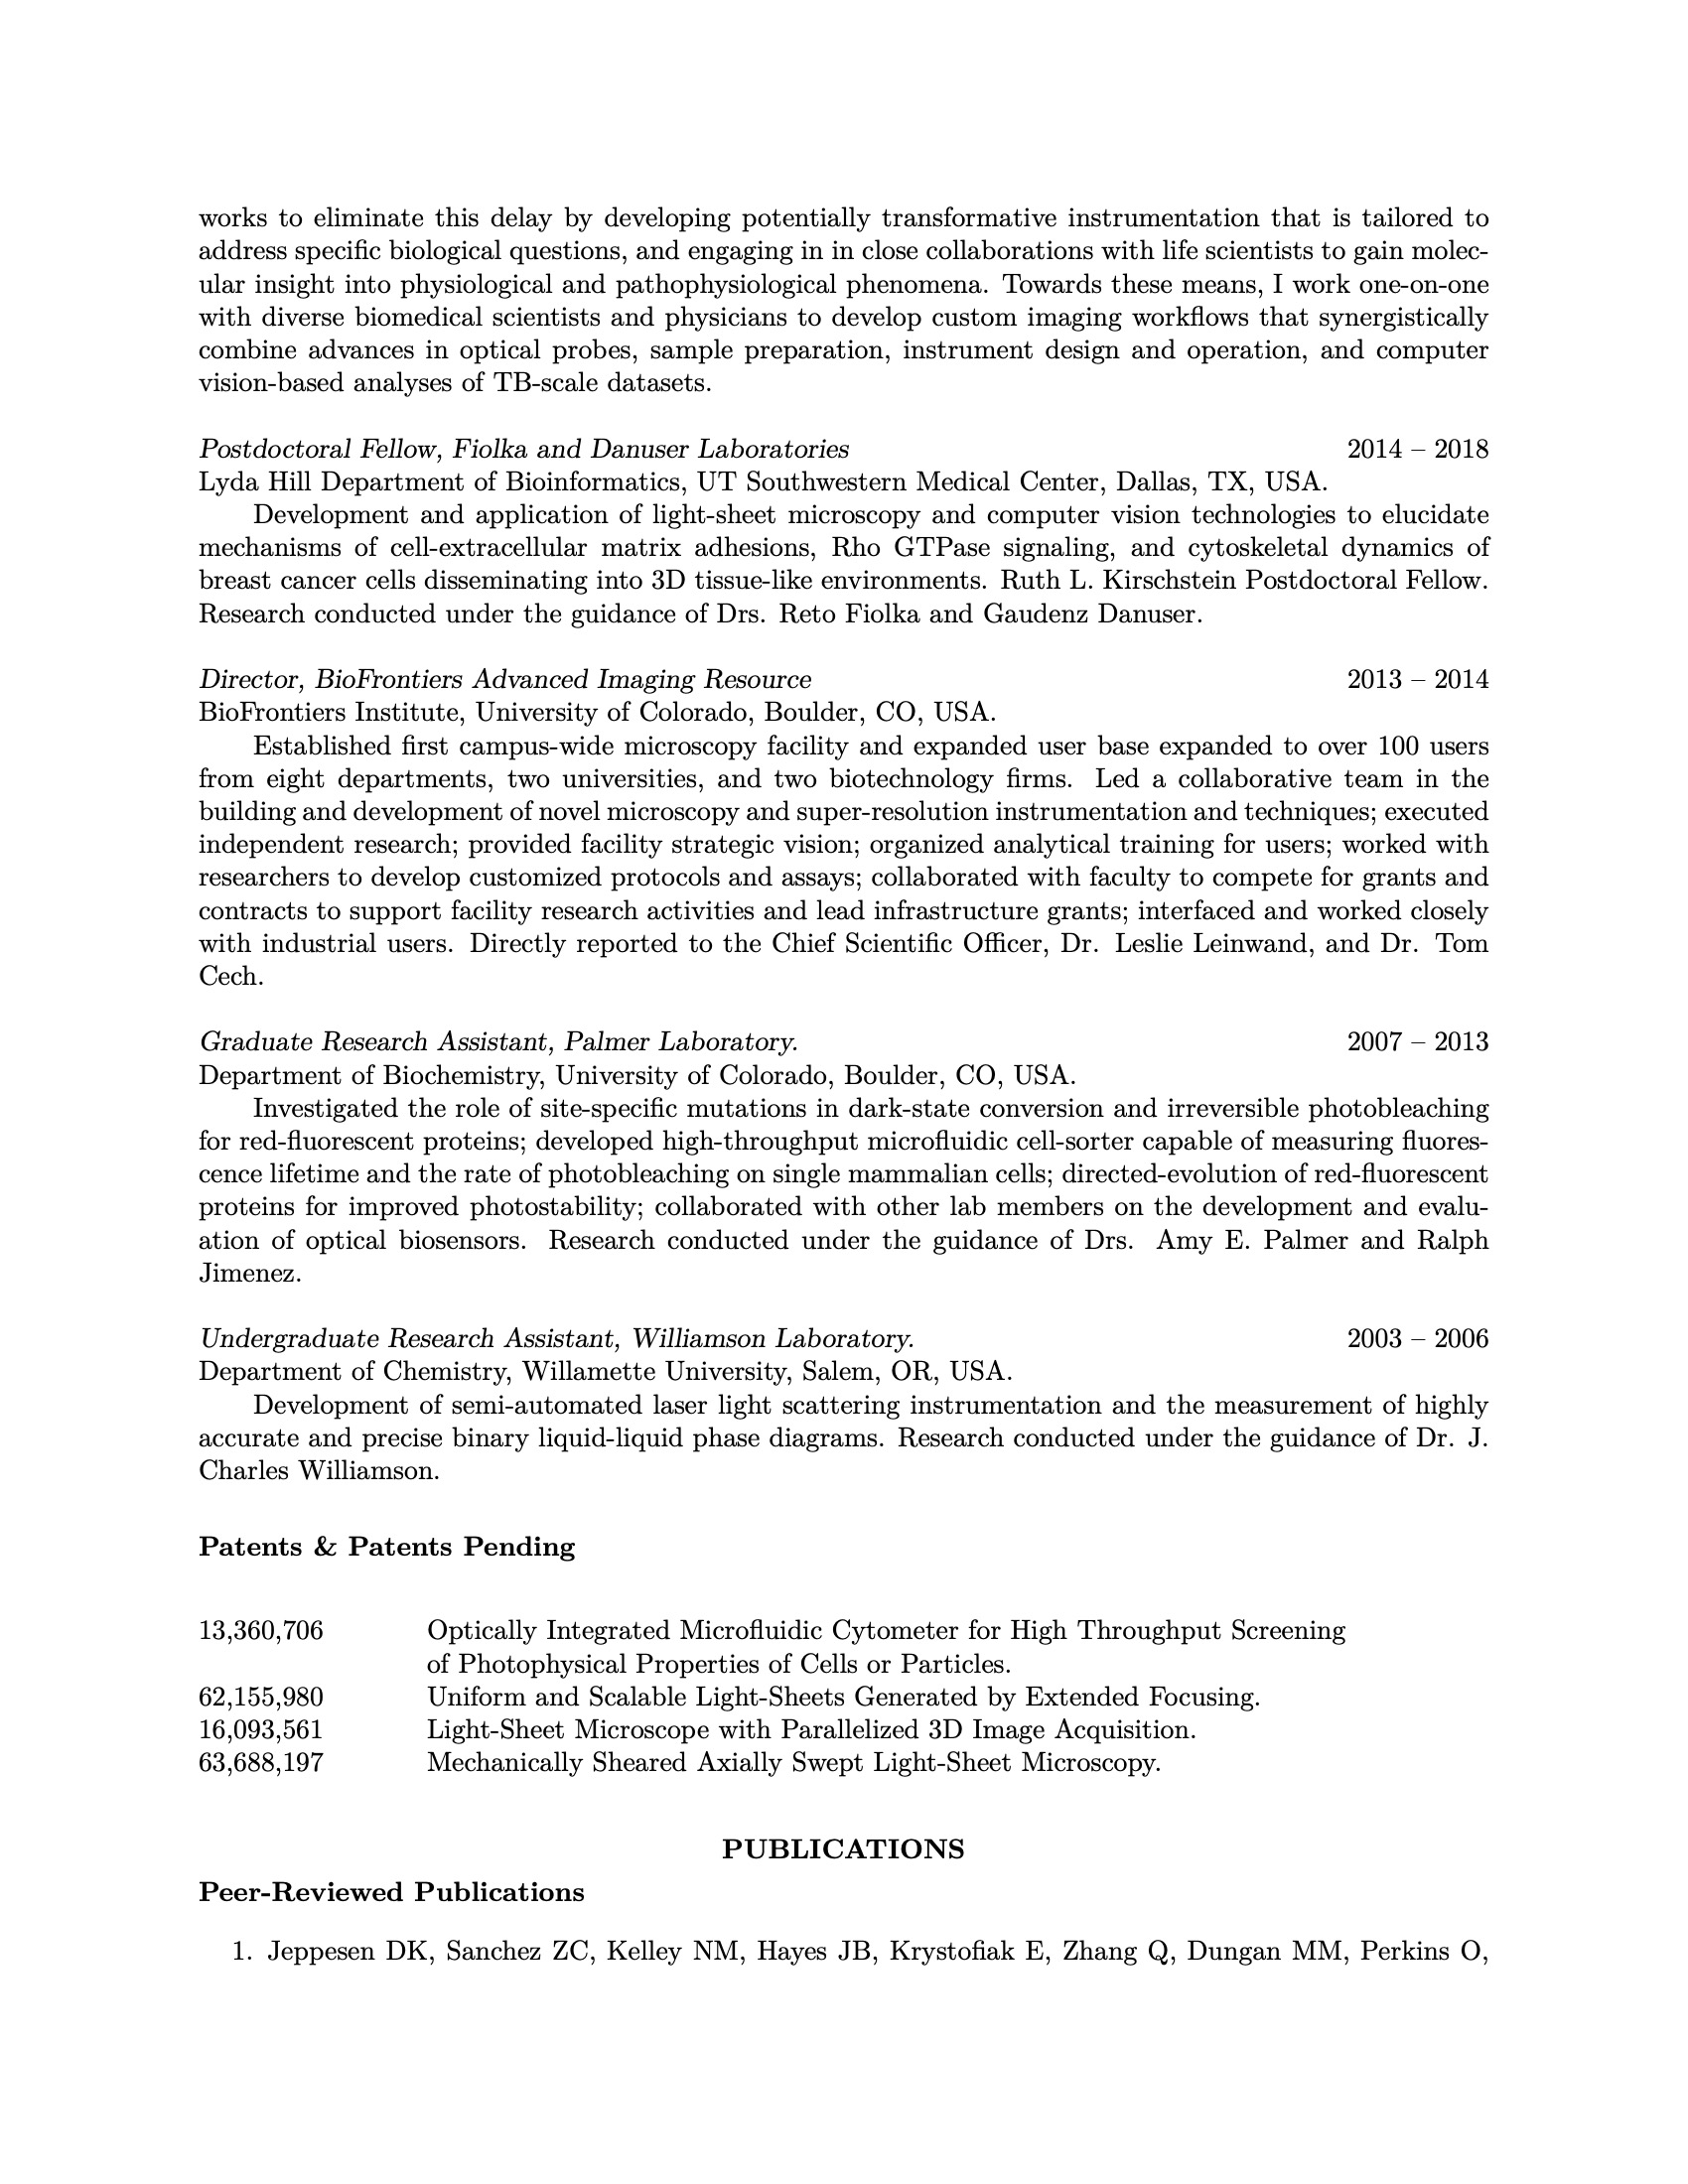 works to eliminate this delay by developing potentially transformative instrumentation that is tailored to
address specific biological questions, and engaging in in close collaborations with life scientists to gain molec-
ular insight into physiological and pathophysiological phenomena. Towards these means, I work one-on-one
with diverse biomedical scientists and physicians to develop custom imaging workflows that synergistically
combine advances in optical probes, sample preparation, instrument design and operation, and computer
vision-based analyses of TB-scale datasets.
Postdoctoral Fellow, Fiolka and Danuser Laboratories 2014 – 2018
Lyda Hill Department of Bioinformatics, UT Southwestern Medical Center, Dallas, TX, USA.
Development and application of light-sheet microscopy and computer vision technologies to elucidate
mechanisms of cell-extracellular matrix adhesions, Rho GTPase signaling, and cytoskeletal dynamics of
breast cancer cells disseminating into 3D tissue-like environments. Ruth L. Kirschstein Postdoctoral Fellow.
Research conducted under the guidance of Drs. Reto Fiolka and Gaudenz Danuser.
Director, BioFrontiers Advanced Imaging Resource 2013 – 2014
BioFrontiers Institute, University of Colorado, Boulder, CO, USA.
Established first campus-wide microscopy facility and expanded user base expanded to over 100 users
from eight departments, two universities, and two biotechnology firms. Led a collaborative team in the
building and development of novel microscopy and super-resolution instrumentation and techniques; executed
independent research; provided facility strategic vision; organized analytical training for users; worked with
researchers to develop customized protocols and assays; collaborated with faculty to compete for grants and
contracts to support facility research activities and lead infrastructure grants; interfaced and worked closely
with industrial users. Directly reported to the Chief Scientific Officer, Dr. Leslie Leinwand, and Dr. Tom
Cech.
Graduate Research Assistant, Palmer Laboratory. 2007 – 2013
Department of Biochemistry, University of Colorado, Boulder, CO, USA.
Investigated the role of site-specific mutations in dark-state conversion and irreversible photobleaching
for red-fluorescent proteins; developed high-throughput microfluidic cell-sorter capable of measuring fluores-
cence lifetime and the rate of photobleaching on single mammalian cells; directed-evolution of red-fluorescent
proteins for improved photostability; collaborated with other lab members on the development and evalu-
ation of optical biosensors. Research conducted under the guidance of Drs. Amy E. Palmer and Ralph
Jimenez.
Undergraduate Research Assistant, Williamson Laboratory. 2003 – 2006
Department of Chemistry, Willamette University, Salem, OR, USA.
Development of semi-automated laser light scattering instrumentation and the measurement of highly
accurate and precise binary liquid-liquid phase diagrams. Research conducted under the guidance of Dr. J.
Charles Williamson.
Patents & Patents Pending
13,360,706 Optically Integrated Microfluidic Cytometer for High Throughput Screening
of Photophysical Properties of Cells or Particles.
62,155,980 Uniform and Scalable Light-Sheets Generated by Extended Focusing.
16,093,561 Light-Sheet Microscope with Parallelized 3D Image Acquisition.
63,688,197 Mechanically Sheared Axially Swept Light-Sheet Microscopy.
PUBLICATIONS
Peer-Reviewed Publications
1. Jeppesen DK, Sanchez ZC, Kelley NM, Hayes JB, Krystofiak E, Zhang Q, Dungan MM, Perkins O,